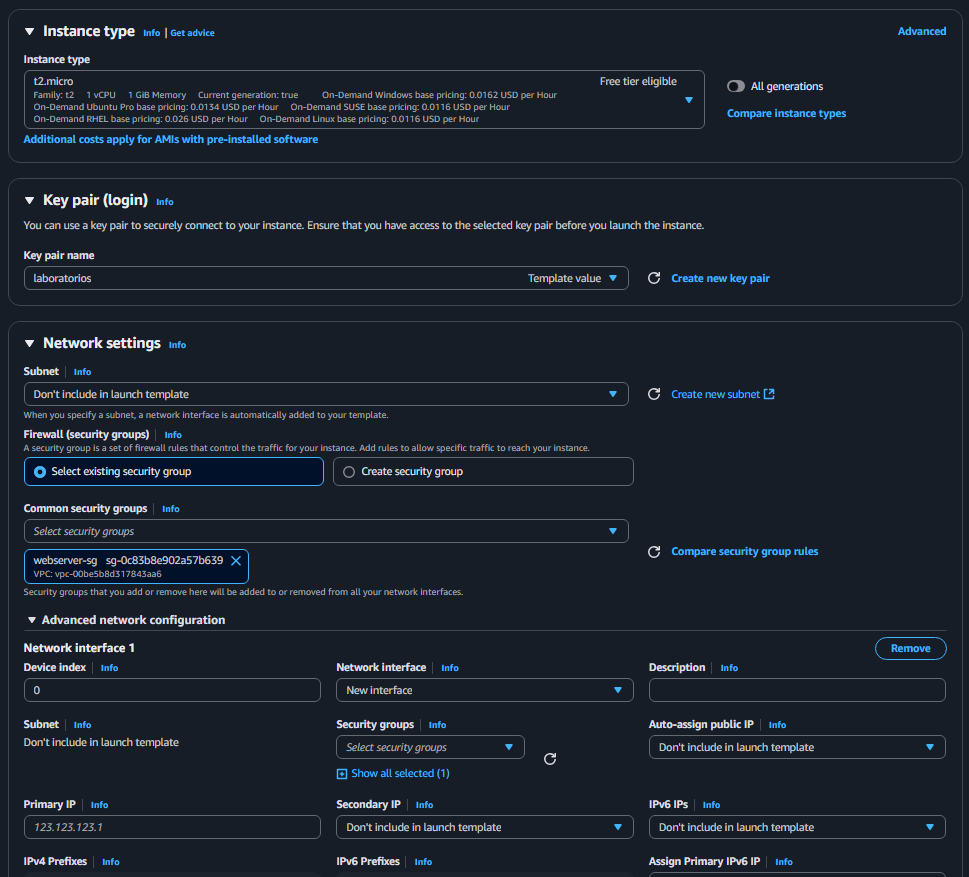 Instance type Info | Get advice Advanced
Instance type
t2.micro Free tier eligible
Family: t2 1 vCPU 1 GiB Memory Current generation: true On-Demand Windows base pricing: 0.0162 USD per Hour
On-Demand Ubuntu Pro base pricing: 0.0134 USD per Hour On-Demand SUSE base pricing: 0.0116 USD per Hour
On-Demand RHEL base pricing: 0.026 USD per Hour On-Demand Linux base pricing: 0.0116 USD per Hour
All generations
Compare instance types
Additional costs apply for AMIs with pre-installed software
Key pair (login) Info
You can use a key pair to securely connect to your instance. Ensure that you have access to the selected key pair before you launch the instance.
Key pair name
laboratorios Template value Create new key pair
Network settings Info
Subnet Info
Don't include in launch template Create new subnet
When you specify a subnet, a network interface is automatically added to your template.
Firewall (security groups) Info
A security group is a set of firewall rules that control the traffic for your instance. Add rules to allow specific traffic to reach your instance.
Select existing security group Create security group
Common security groups Info
Select security groups
webserver-sg sg-0c83b8e902a57b639
VPC: vpc-00be5b8d317843aa6
Compare security group rules
Security groups that you add or remove here will be added to or removed from all your network interfaces.
Advanced network configuration
Network interface 1 Remove
Device index Info Network interface Info Description Info
0 New interface
Subnet Info Security groups Info Auto-assign public IP Info
Don't include in launch template Select security groups Don't include in launch template
Show all selected (1)
Primary IP Info Secondary IP Info IPv6 IPs Info
123.123.123.1 Don't include in launch template Don't include in launch template
IPv4 Prefixes Info IPv6 Prefixes Info Assign Primary IPv6 IP Info